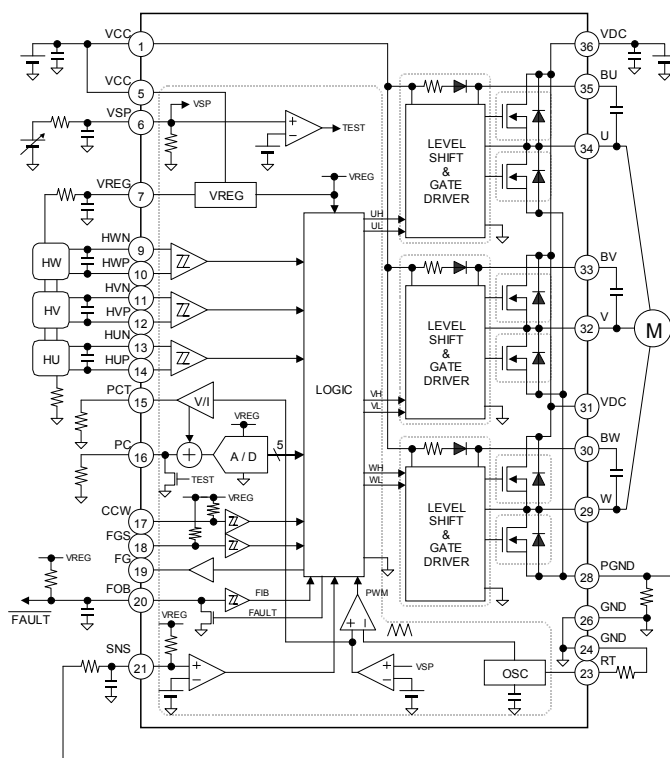 VCC
1
VCC
5
VSP
6
VSP
TEST
VREG
7
VREG
VREG
HW
HWN
9
HWP
10
HV
HVN
11
HVP
12
HU
HUN
13
HUP
14
PCT
15
V/I
PC
16
+
VREG
A / D
5
TEST
VREG
CCW
17
FGS
18
FG
19
VREG
FOB
20
FIB
FAULT
FAULT
VREG
SNS
21
+
−
LOGIC
UH
UL
VH
VL
WH
WL
PWM
+
−
+
−
VSP
OSC
LEVEL
SHIFT
&
GATE
DRIVER
LEVEL
SHIFT
&
GATE
DRIVER
LEVEL
SHIFT
&
GATE
DRIVER
VDC
36
BU
35
U
34
BV
33
V
32
M
31
VDC
BW
30
W
29
PGND
28
GND
26
GND
24
RT
23
+
−